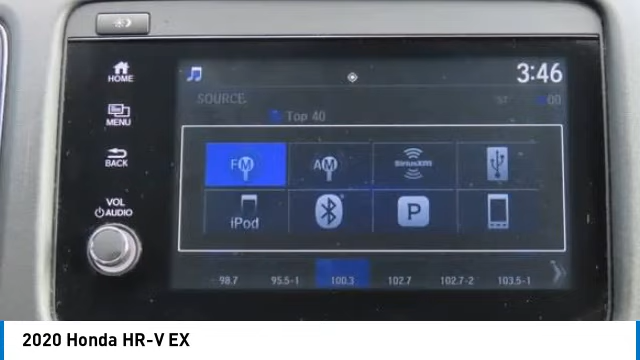 HOME
3:46
SOURCE
MENU
Top 40
FM
AM
SiriusXM
BACK
VOL
AUDIO
iPod
P
98.7 95.5-1 100.3 102.7 102.7-2 103.5-1
2020 Honda HR-V EX